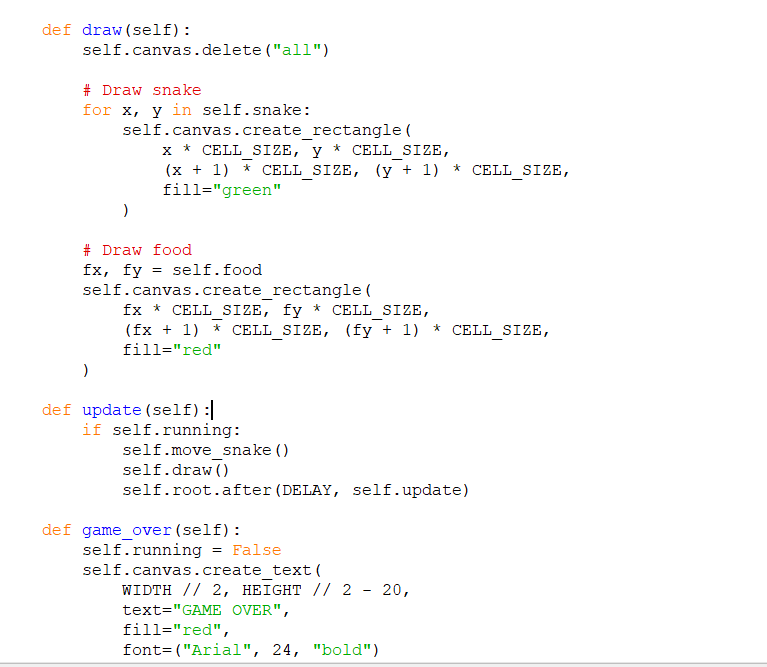 def draw(self):
    self.canvas.delete("all")

    # Draw snake
    for x, y in self.snake:
        self.canvas.create_rectangle(
            x * CELL_SIZE, y * CELL_SIZE,
            (x + 1) * CELL_SIZE, (y + 1) * CELL_SIZE,
            fill="green"
        )

    # Draw food
    fx, fy = self.food
    self.canvas.create_rectangle(
        fx * CELL_SIZE, fy * CELL_SIZE,
        (fx + 1) * CELL_SIZE, (fy + 1) * CELL_SIZE,
        fill="red"
    )

def update(self):
    if self.running:
        self.move_snake()
        self.draw()
        self.root.after(DELAY, self.update)

def game_over(self):
    self.running = False
    self.canvas.create_text(
        WIDTH // 2, HEIGHT // 2 - 20,
        text="GAME OVER",
        fill="red",
        font=("Arial", 24, "bold")